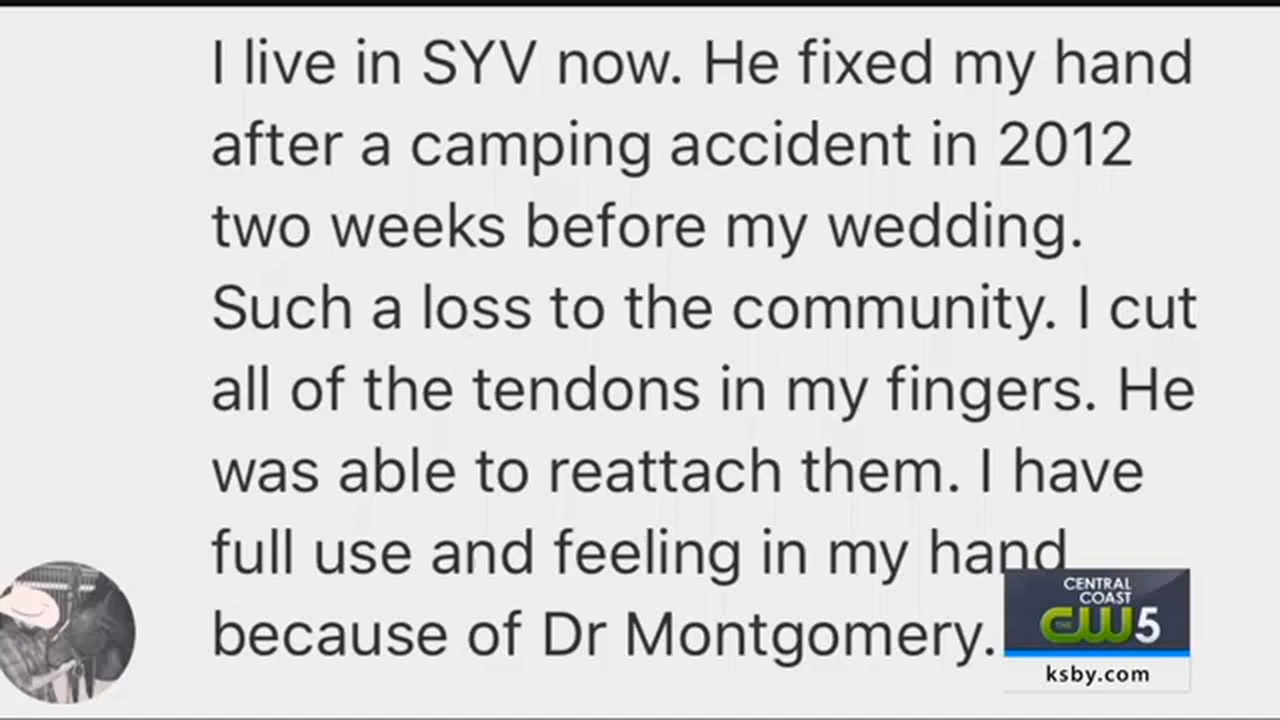 I live in SYV now. He fixed my hand
after a camping accident in 2012
two weeks before my wedding.
Such a loss to the community. I cut
all of the tendons in my fingers. He
was able to reattach them. I have
full use and feeling in my hand
because of Dr Montgomery.
CENTRAL
COAST
THE CW5
ksby.com